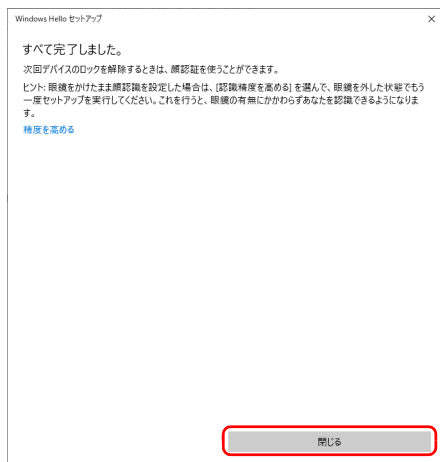 Windows Hello セットアップ
すべて完了しました。
次回デバイスのロックを解除するときは、顔認証を使うことができます。
ヒント: 眼鏡をかけたまま顔認識を設定した場合は、[認識精度を高める] を選んで、眼鏡を外した状態でもう
一度セットアップを実行してください。これを行うと、眼鏡の有無にかかわらずあなたを認識できるようになりま
す。
精度を高める
閉じる